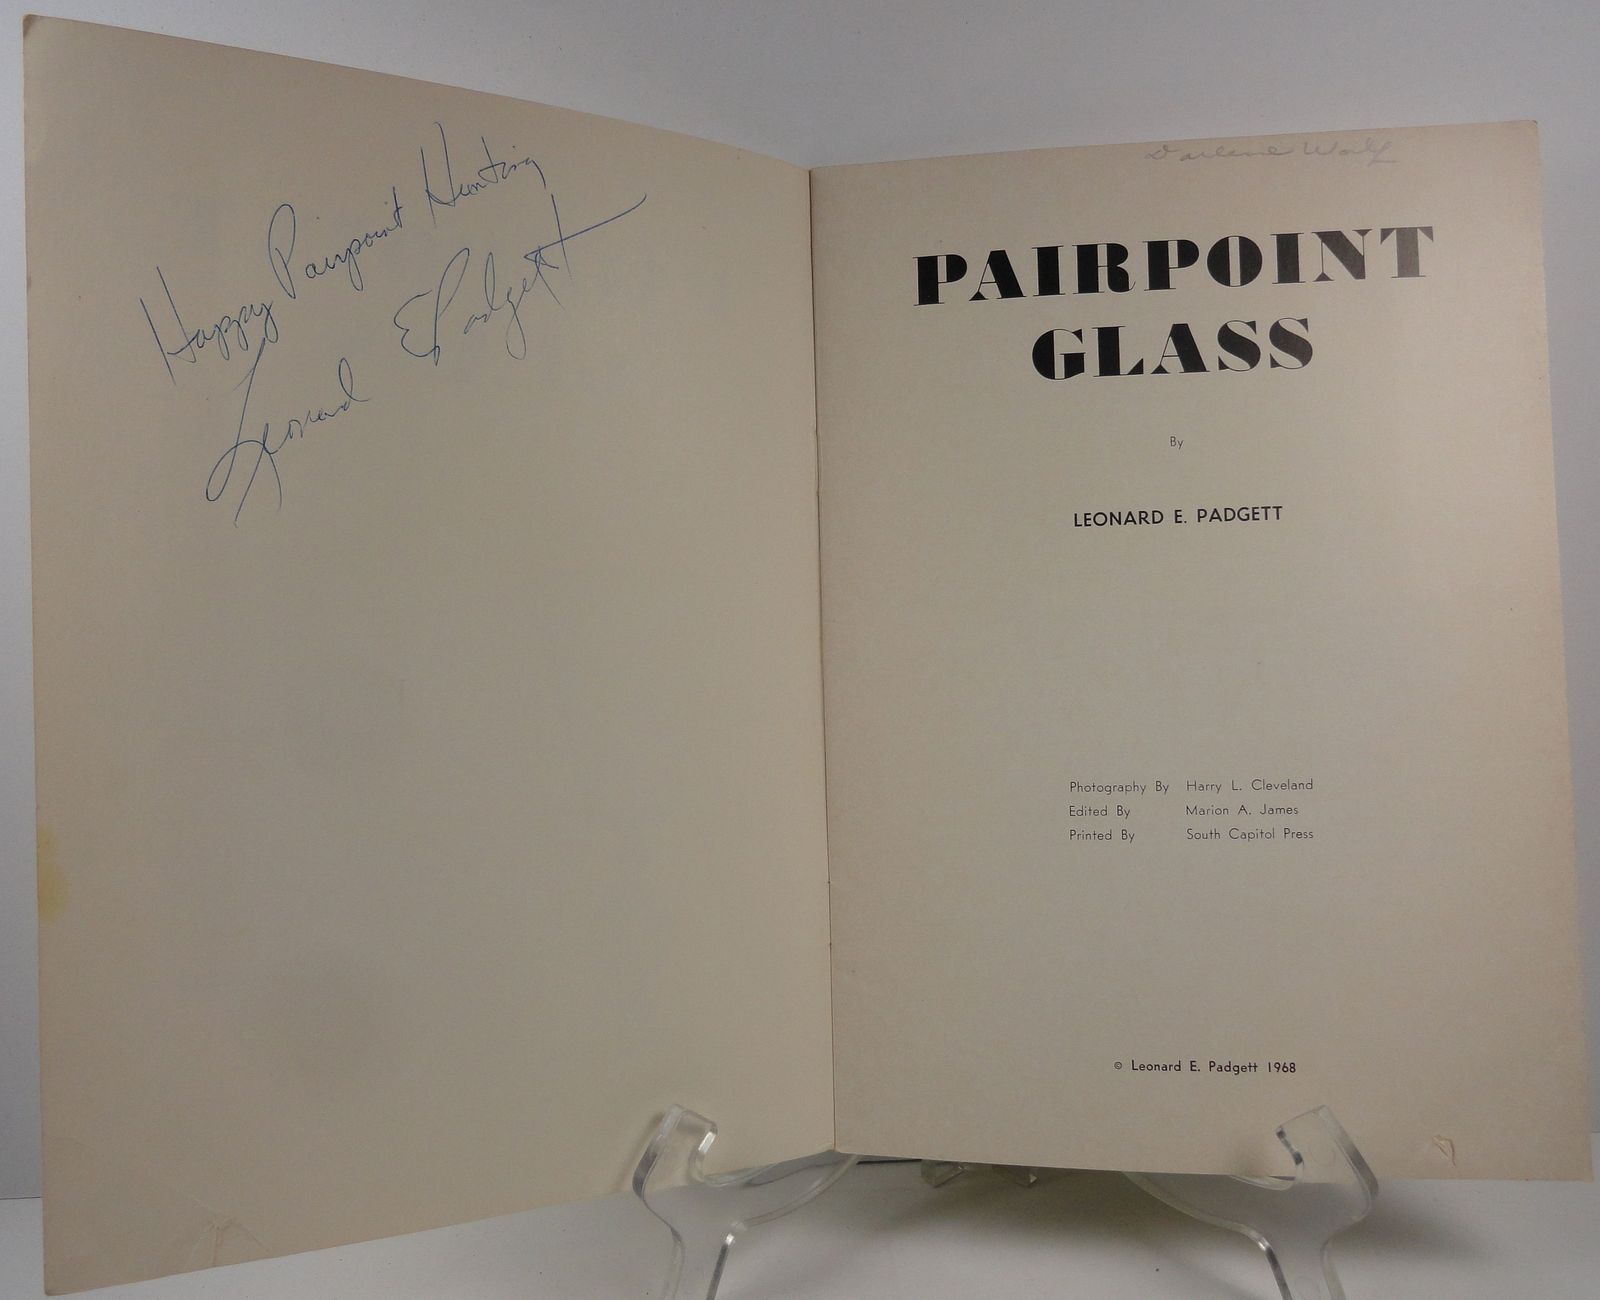 Happy Pairpoint Hunting
Leonard E Padgett
Darlene
PAIRPOINT
GLASS
By
LEONARD E. PADGETT
Photography By Harry L. Cleveland
Edited By Marion A. James
Printed By South Capitol Press
© Leonard E. Padgett 1968